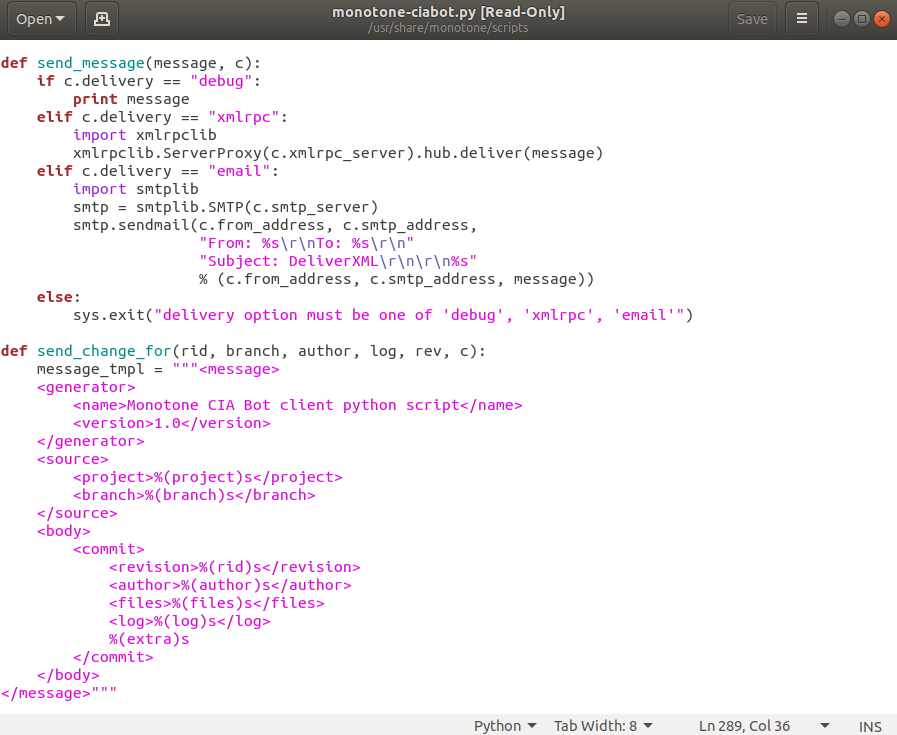 Open
monotone-ciabot.py [Read-Only]
/usr/share/monotone/scripts
Save
def send_message(message, c):
    if c.delivery == "debug":
        print message
    elif c.delivery == "xmlrpc":
        import xmlrpclib
        xmlrpclib.ServerProxy(c.xmlrpc_server).hub.deliver(message)
    elif c.delivery == "email":
        import smtplib
        smtp = smtplib.SMTP(c.smtp_server)
        smtp.sendmail(c.from_address, c.smtp_address,
                      "From: %s\r\nTo: %s\r\n"
                      "Subject: DeliverXML\r\n\r\n%s"
                      % (c.from_address, c.smtp_address, message))
    else:
        sys.exit("delivery option must be one of 'debug', 'xmlrpc', 'email'")
def send_change_for(rid, branch, author, log, rev, c):
    message_tmpl = """<message>
    <generator>
        <name>Monotone CIA Bot client python script</name>
        <version>1.0</version>
    </generator>
    <source>
        <project>%(project)s</project>
        <branch>%(branch)s</branch>
    </source>
    <body>
        <commit>
            <revision>%(rid)s</revision>
            <author>%(author)s</author>
            <files>%(files)s</files>
            <log>%(log)s</log>
            %(extra)s
        </commit>
    </body>
</message>"""
Python Tab Width: 8 Ln 289, Col 36 INS